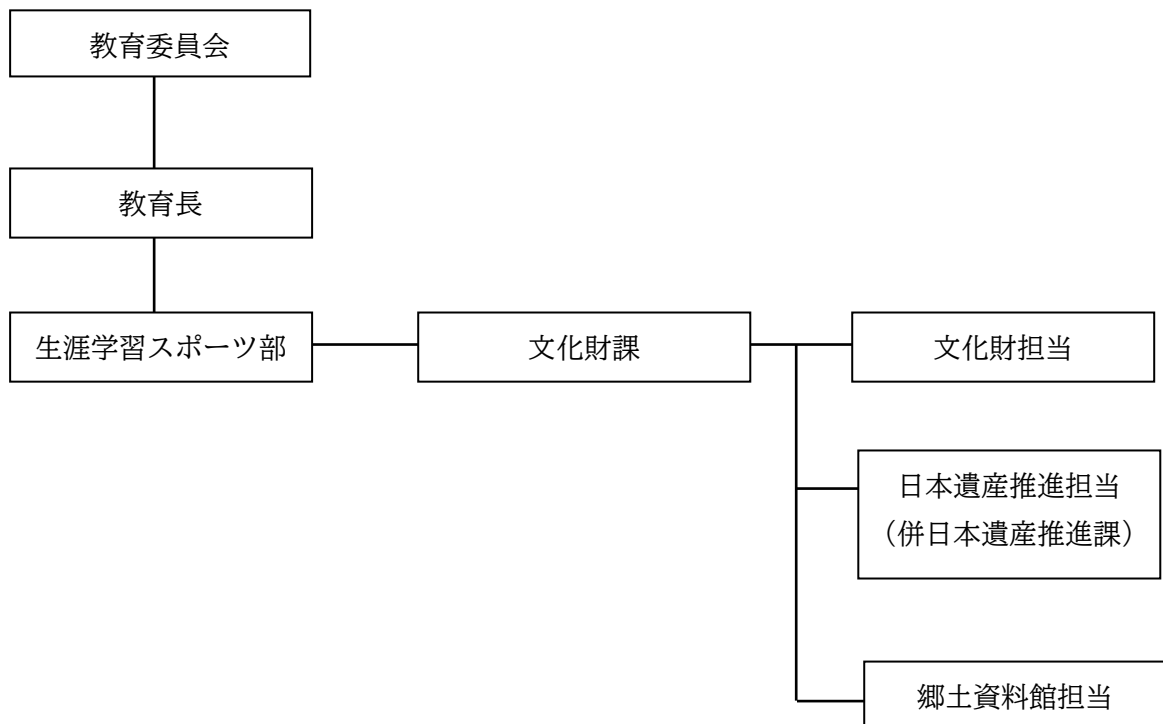 教育委員会
教育長
生涯学習スポーツ部
文化財課
文化財担当
日本遺産推進担当
（併日本遺産推進課）
郷土資料館担当